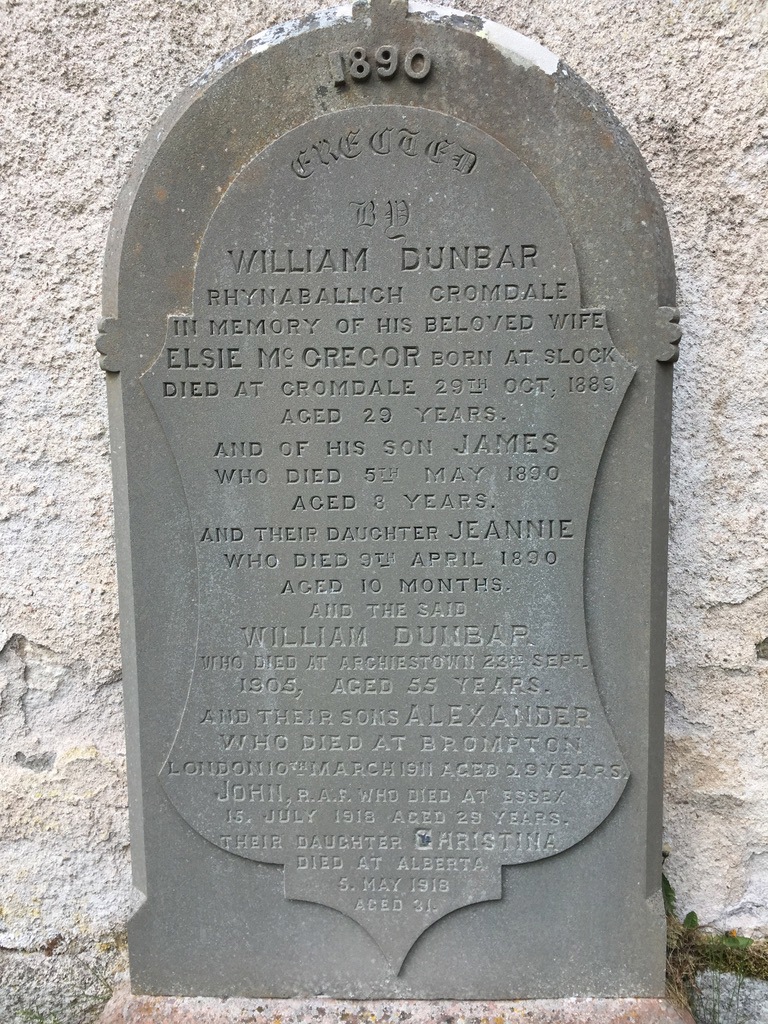 1890
ERECTED
BY
WILLIAM DUNBAR
RHYNABALLICH CROMDALE
IN MEMORY OF HIS BELOVED WIFE
ELSIE McGREGOR BORN AT SLOCK
DIED AT CROMDALE 29TH OCT, 1889
AGED 29 YEARS.
AND OF HIS SON JAMES
WHO DIED 5TH MAY 1890
AGED 8 YEARS.
AND THEIR DAUGHTER JEANNIE
WHO DIED 9TH APRIL 1890
AGED 10 MONTHS.
AND THE SAID
WILLIAM DUNBAR
WHO DIED AT ARCHIESTOWN 23RD SEPT.
1905, AGED 55 YEARS.
AND THEIR SONS ALEXANDER
WHO DIED AT BROMPTON
LONDON 10TH MARCH 1911 AGED 29 YEARS.
JOHN, R.A.F. WHO DIED AT ESSEX
15. JULY 1918 AGED 29 YEARS.
THEIR DAUGHTER CHRISTINA
DIED AT ALBERTA
5. MAY 1918
AGED 31.